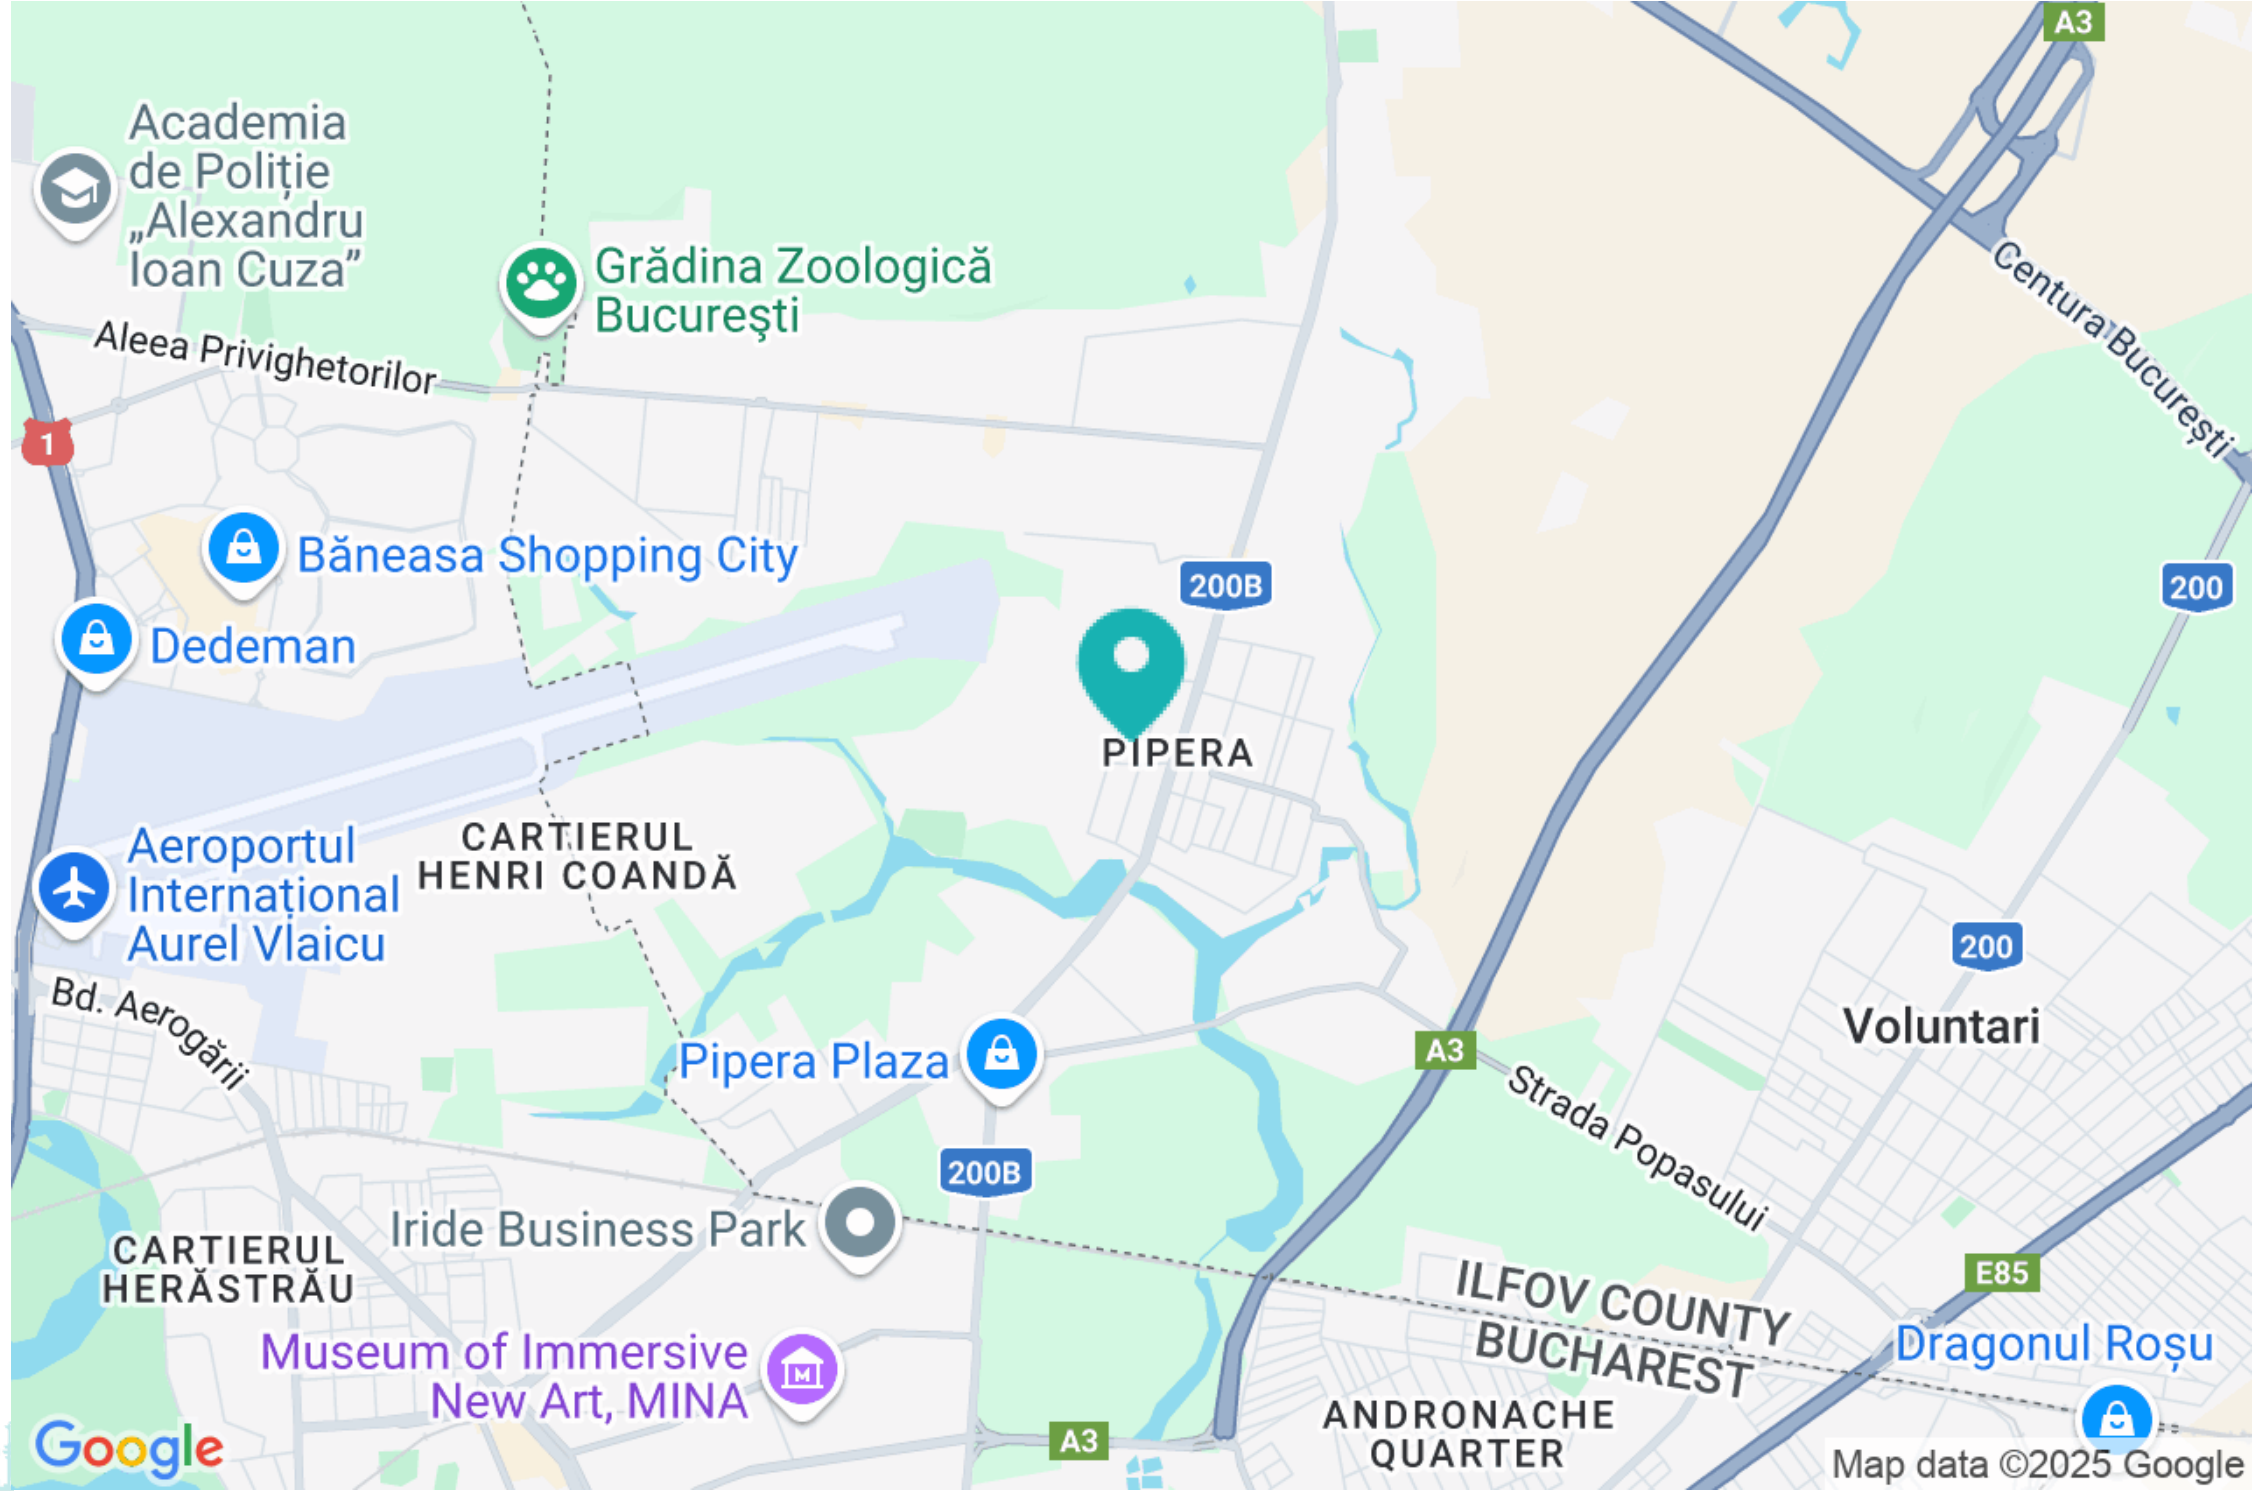 A3
Academia
de Poliție
„Alexandru
Ioan Cuza”
Grădina Zoologică
Bucureşti
Centura București
Aleea Privighetorilor
1
Băneasa Shopping City
200B
200
Dedeman
PIPERA
CARTIERUL
HENRI COANDĂ
Aeroportul
Internațional
Aurel Vlaicu
200
Bd. Aerogării
Voluntari
Pipera Plaza
A3
Strada Popasului
200B
Iride Business Park
CARTIERUL
HERĂSTRĂU
E85
ILFOV COUNTY
BUCHAREST
Dragonul Roșu
Museum of Immersive
New Art, MINA
M
ANDRONACHE
QUARTER
A3
Google
Map data ©2025 Google